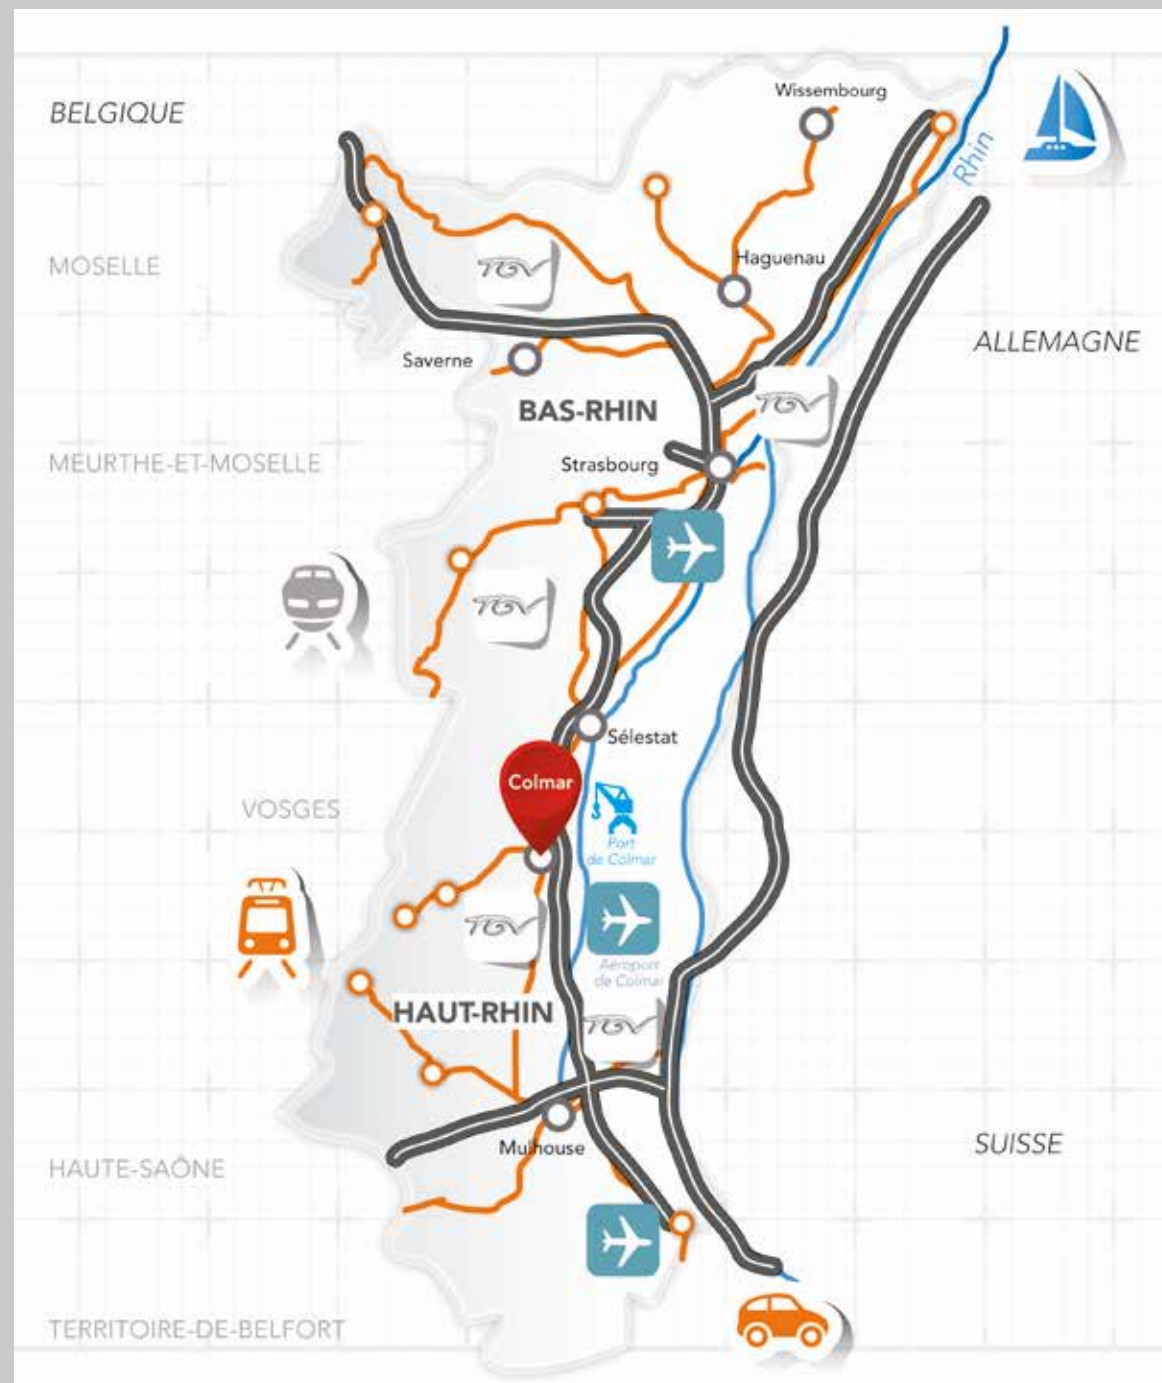 Wissembourg
BELGIQUE
Rhin
MOSELLE
TGV
Haguenau
ALLEMAGNE
Saverne
BAS-RHIN
TGV
MEURTHE-ET-MOSELLE
Strasbourg
TGV
Sélestat
Colmar
VOSGES
Port
de Colmar
TGV
Aéroport
de Colmar
HAUT-RHIN
TGV
Mulhouse
SUISSE
HAUTE-SAÔNE
TERRITOIRE-DE-BELFORT